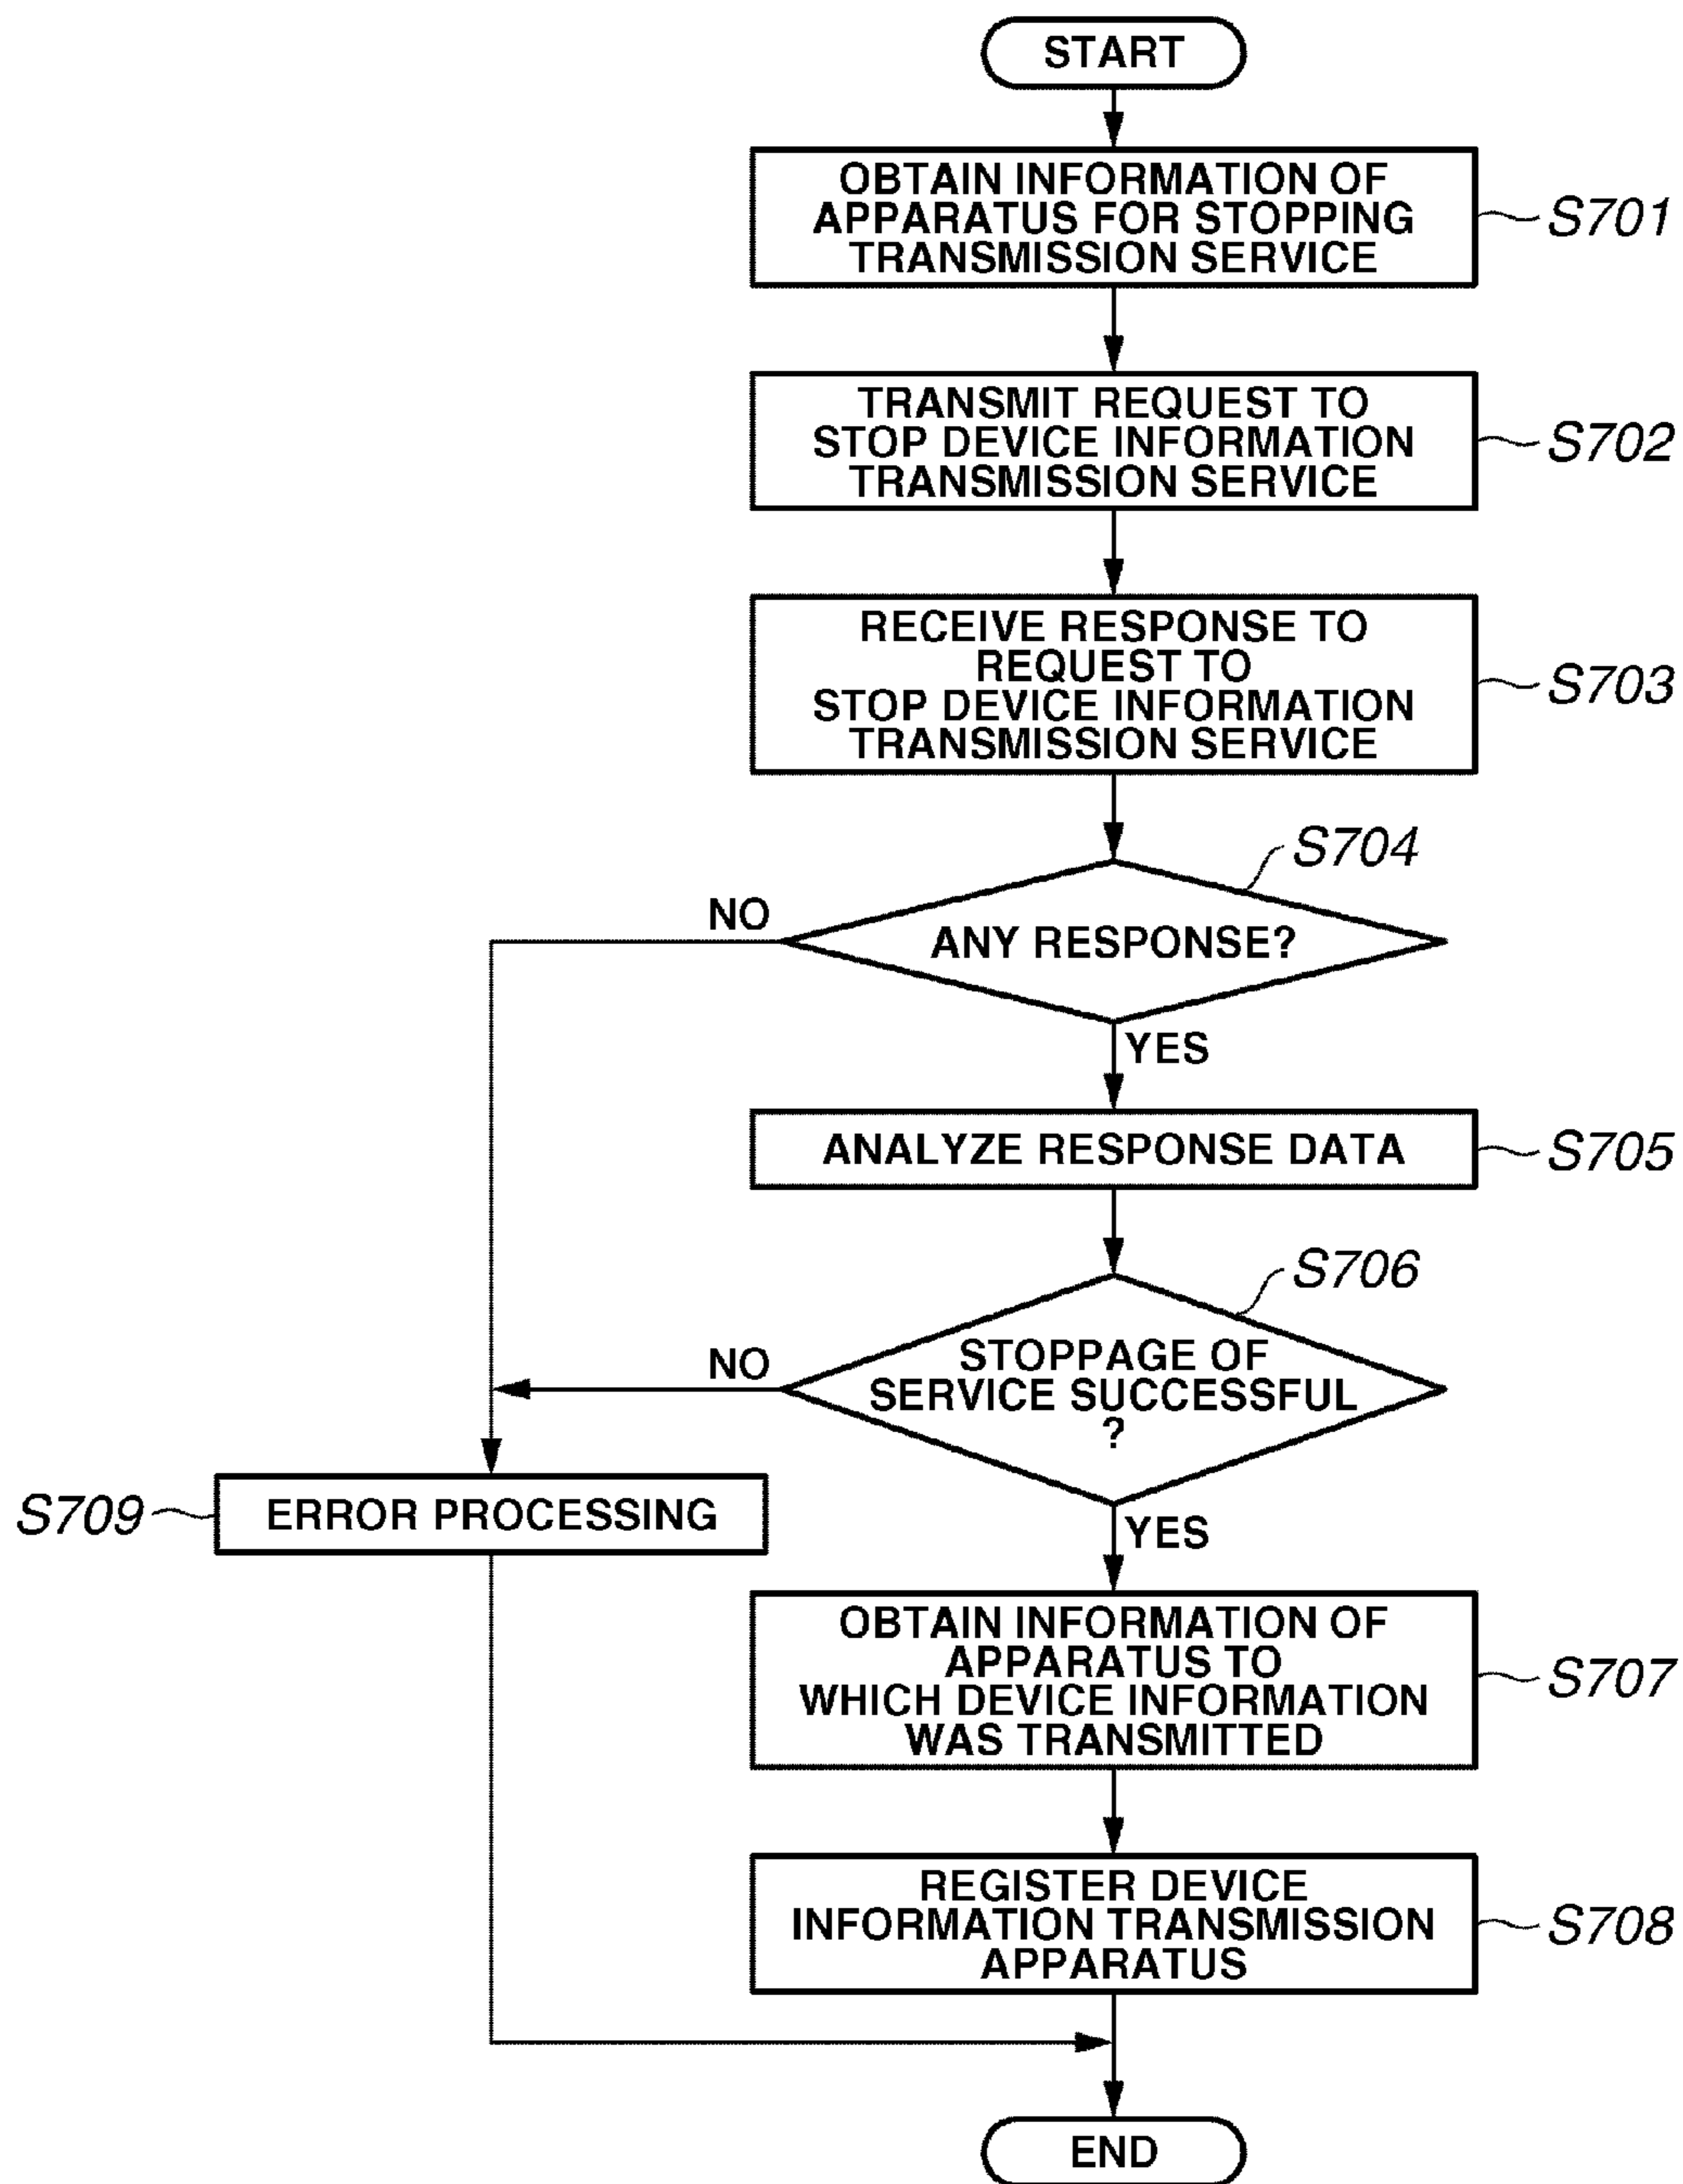 START
OBTAIN INFORMATION OF
APPARATUS FOR STOPPING
TRANSMISSION SERVICE
S701
TRANSMIT REQUEST TO
STOP DEVICE INFORMATION
TRANSMISSION SERVICE
S702
RECEIVE RESPONSE TO
REQUEST TO
STOP DEVICE INFORMATION
TRANSMISSION SERVICE
S703
S704
NO
ANY RESPONSE?
YES
ANALYZE RESPONSE DATA
S705
S706
NO
STOPPAGE OF
SERVICE SUCCESSFUL
?
S709
ERROR PROCESSING
YES
OBTAIN INFORMATION OF
APPARATUS TO
WHICH DEVICE INFORMATION
WAS TRANSMITTED
S707
REGISTER DEVICE
INFORMATION TRANSMISSION
APPARATUS
S708
END